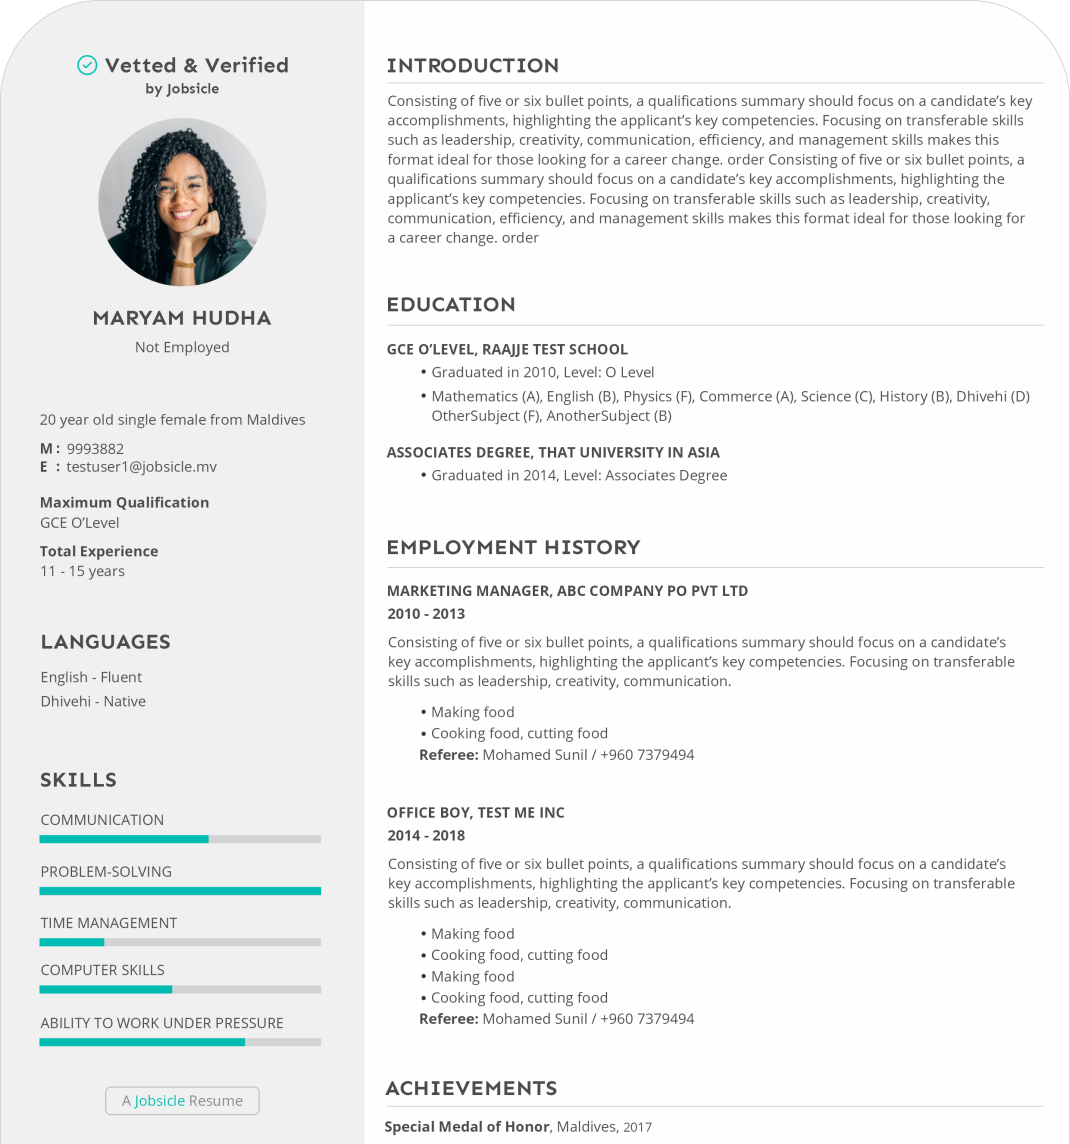 Vetted & Verified
by Jobsicle
MARYAM HUDHA
Not Employed
20 year old single female from Maldives
M : 9993882
E : testuser1@jobsicle.mv
Maximum Qualification
GCE O’Level
Total Experience
11 - 15 years
LANGUAGES
English - Fluent
Dhivehi - Native
SKILLS
COMMUNICATION
PROBLEM-SOLVING
TIME MANAGEMENT
COMPUTER SKILLS
ABILITY TO WORK UNDER PRESSURE
A Jobsicle Resume
INTRODUCTION
Consisting of five or six bullet points, a qualifications summary should focus on a candidate’s key
accomplishments, highlighting the applicant’s key competencies. Focusing on transferable skills
such as leadership, creativity, communication, efficiency, and management skills makes this
format ideal for those looking for a career change. order Consisting of five or six bullet points, a
qualifications summary should focus on a candidate’s key accomplishments, highlighting the
applicant’s key competencies. Focusing on transferable skills such as leadership, creativity,
communication, efficiency, and management skills makes this format ideal for those looking for
a career change. order
EDUCATION
GCE O’LEVEL, RAAJJE TEST SCHOOL
• Graduated in 2010, Level: O Level
• Mathematics (A), English (B), Physics (F), Commerce (A), Science (C), History (B), Dhivehi (D)
OtherSubject (F), AnotherSubject (B)
ASSOCIATES DEGREE, THAT UNIVERSITY IN ASIA
• Graduated in 2014, Level: Associates Degree
EMPLOYMENT HISTORY
MARKETING MANAGER, ABC COMPANY PO PVT LTD
2010 - 2013
Consisting of five or six bullet points, a qualifications summary should focus on a candidate’s
key accomplishments, highlighting the applicant’s key competencies. Focusing on transferable
skills such as leadership, creativity, communication.
• Making food
• Cooking food, cutting food
Referee: Mohamed Sunil / +960 7379494
OFFICE BOY, TEST ME INC
2014 - 2018
Consisting of five or six bullet points, a qualifications summary should focus on a candidate’s
key accomplishments, highlighting the applicant’s key competencies. Focusing on transferable
skills such as leadership, creativity, communication.
• Making food
• Cooking food, cutting food
• Making food
• Cooking food, cutting food
Referee: Mohamed Sunil / +960 7379494
ACHIEVEMENTS
Special Medal of Honor, Maldives, 2017